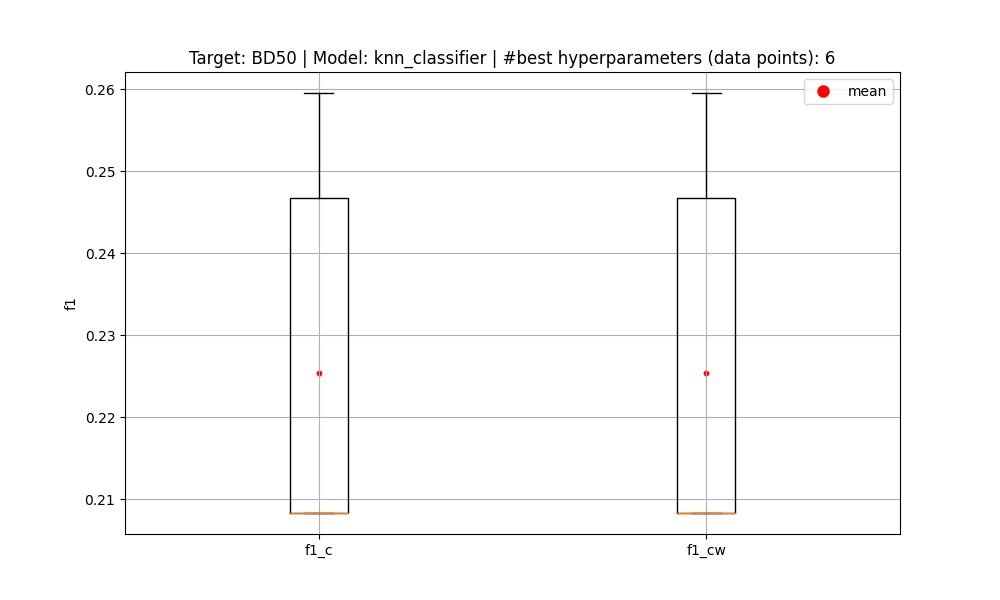 Target: BD50 | Model: knn_classifier | #best hyperparameters (data points): 6
mean
0.26
0.25
0.24
0.23
0.22
0.21
f1
f1_c
f1_cw